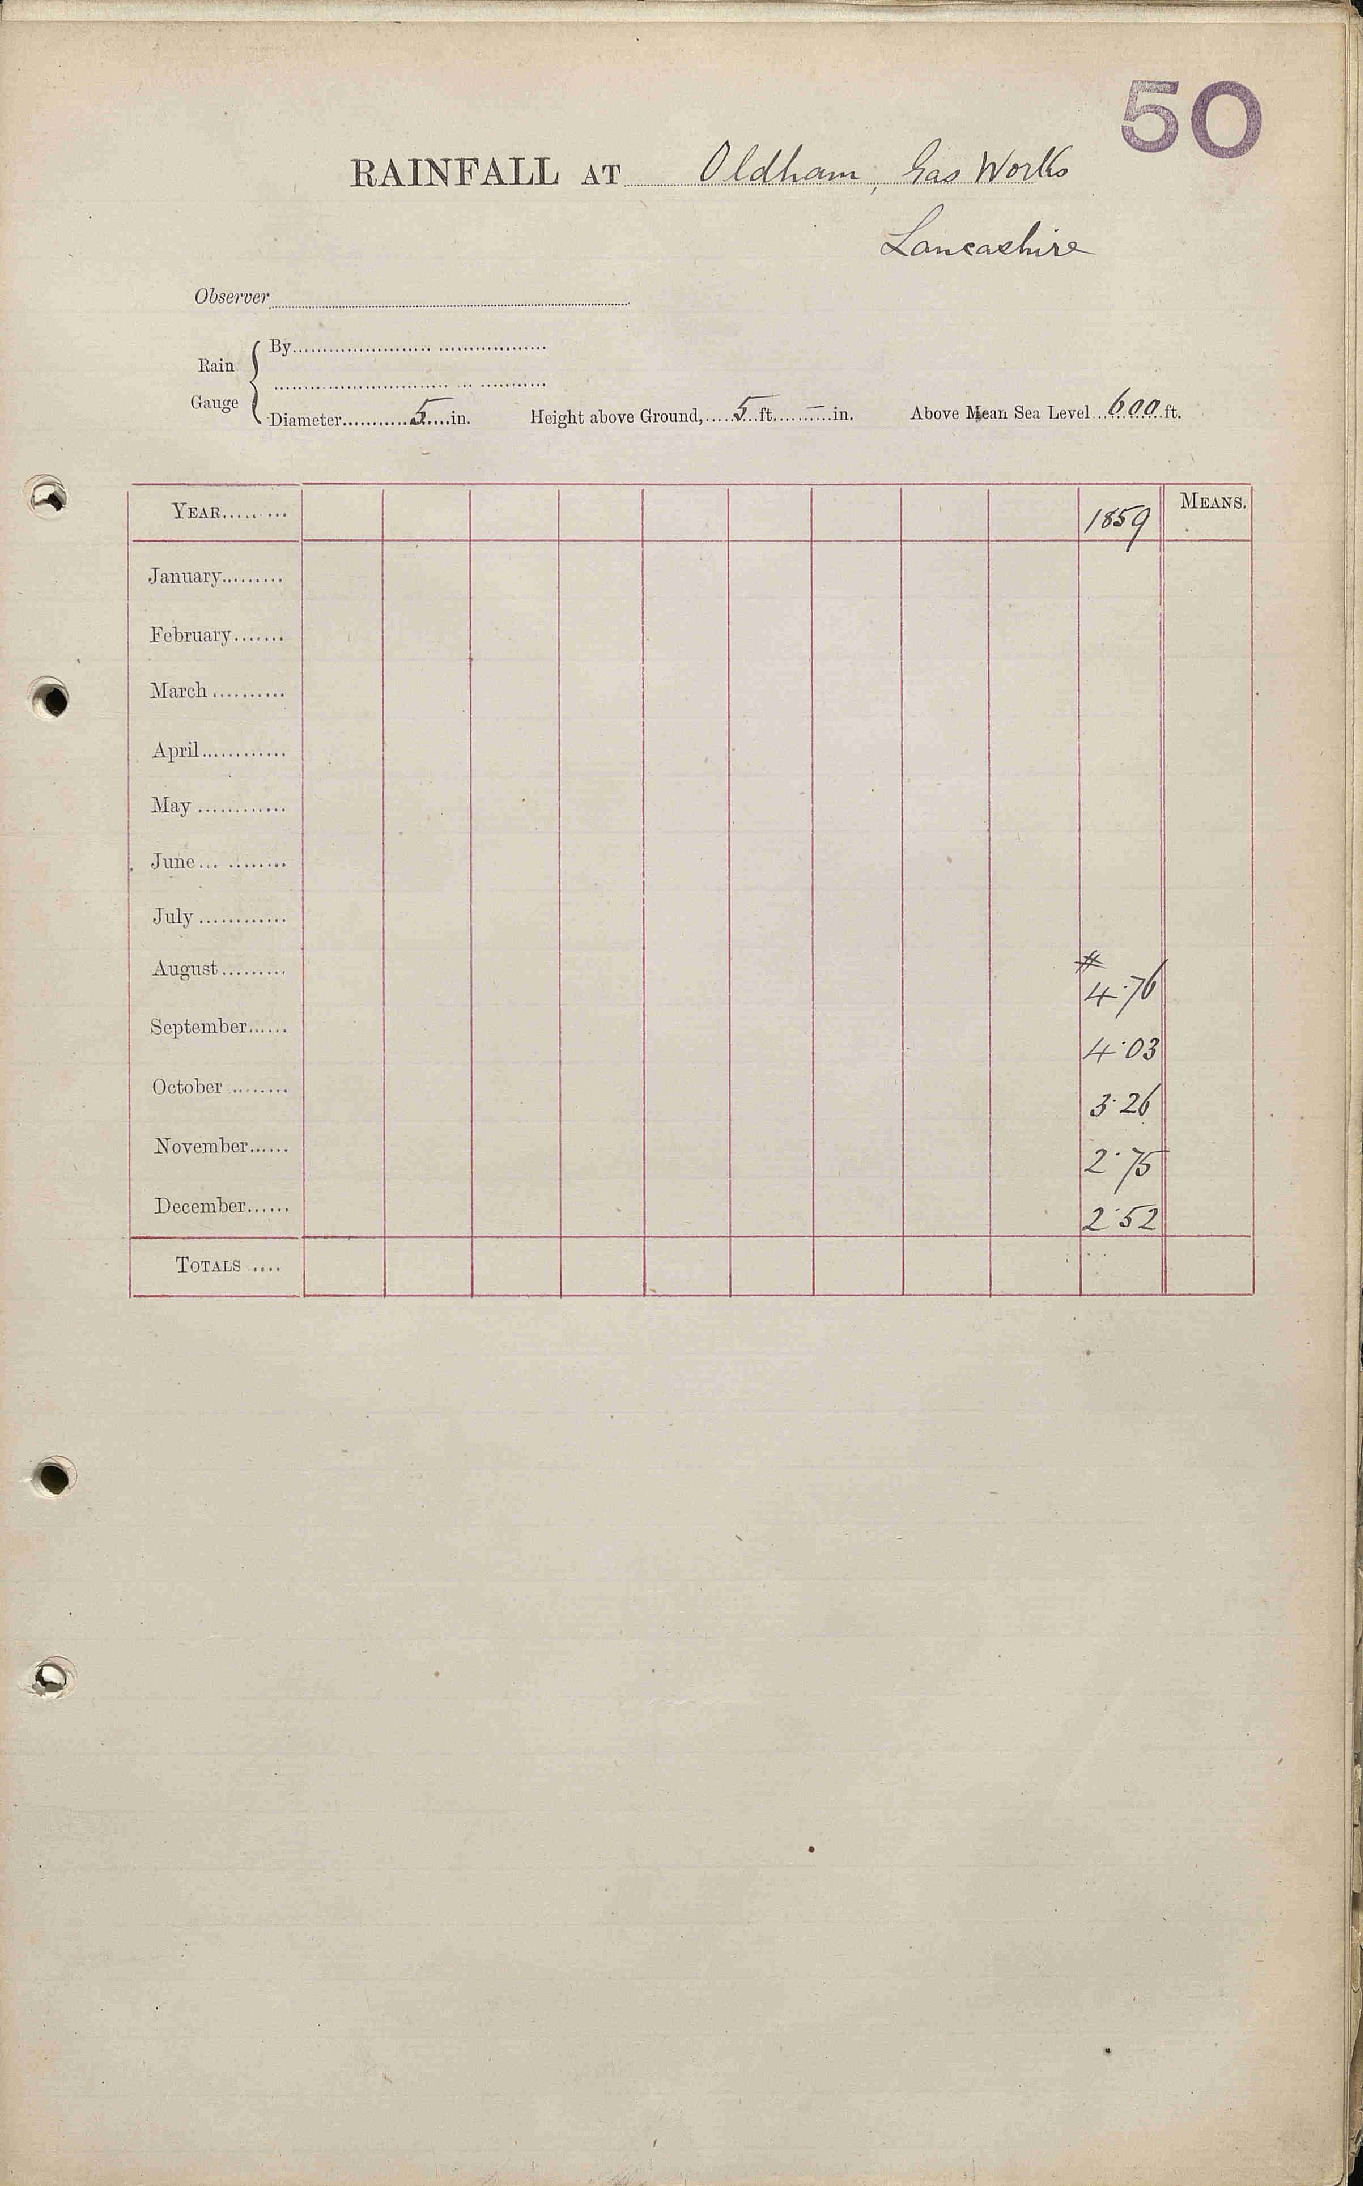 50
RAINFALL AT Oldham, Gas Works
Lancashire
Observer
Rain Gauge
By
Diameter 5 in. Height above Ground, 5 ft. – in. Above Mean Sea Level 600 ft.
YEAR 1859 MEANS.
January
February
March
April
May
June
July
August # 4.76
September 4.03
October 3.26
November 2.75
December 2.52
TOTALS